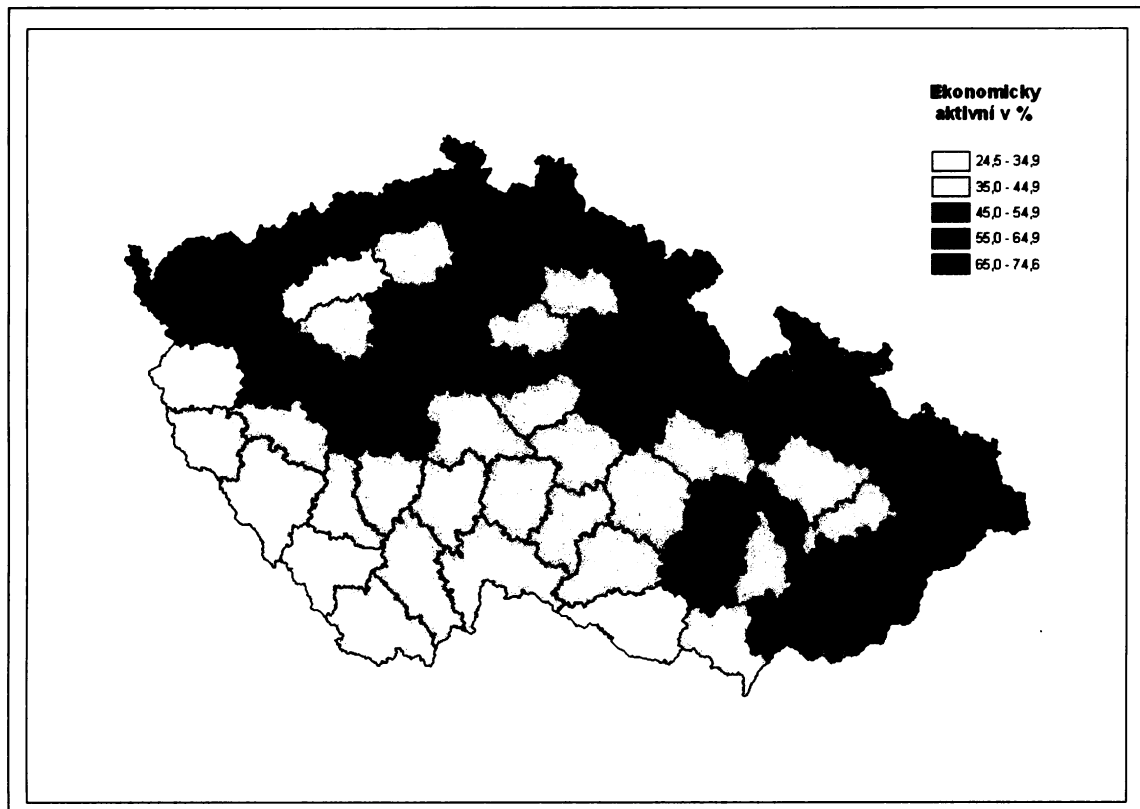 Ekonomicky
aktivní v %
24,5 - 34,9
35,0 - 44,9
45,0 - 54,9
55,0 - 64,9
65,0 - 74,6